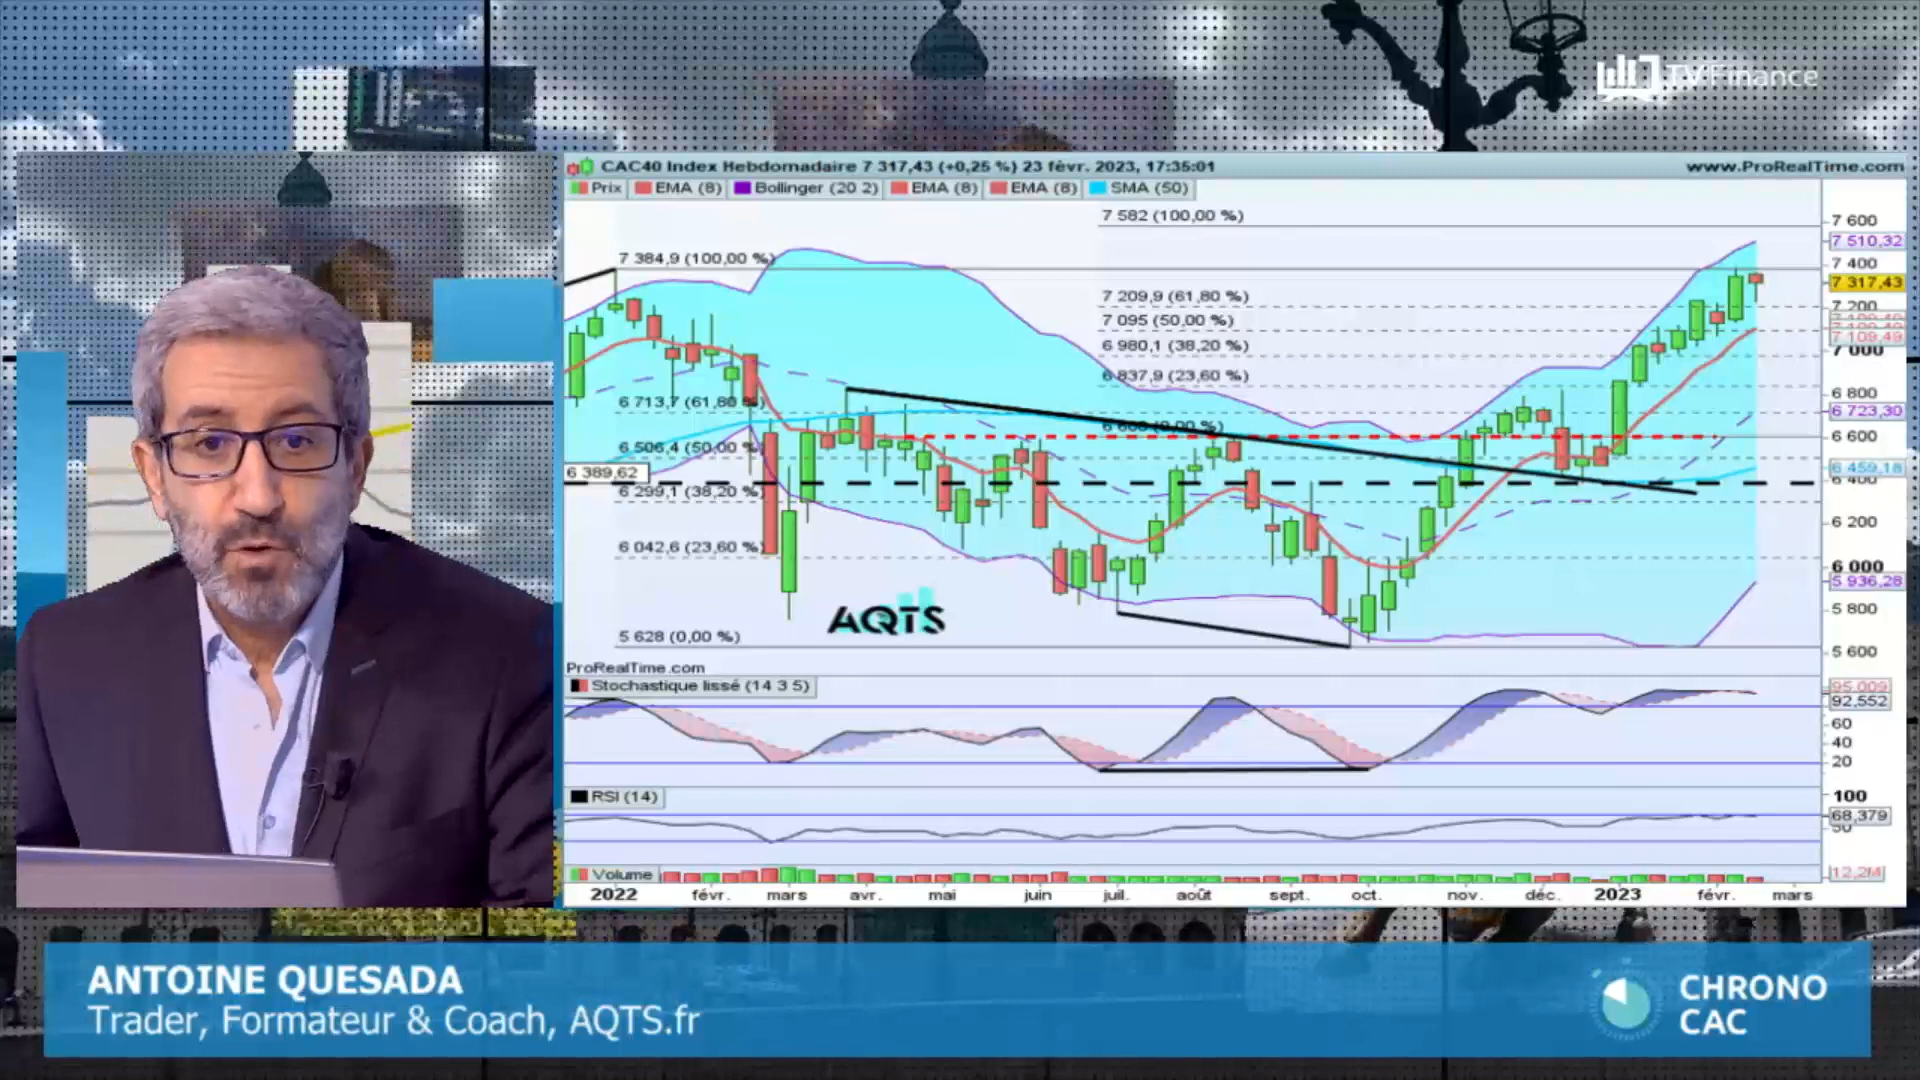 TVFinance
CAC40 Index Hebdomadaire 7 317,43 (+0,25 %) 23 févr. 2023, 17:35:01
www.ProRealTime.com
Prix
EMA (8)
Bollinger (20 2)
EMA (8)
EMA (8)
SMA (50)
7 582 (100,00 %)
7 384,9 (100,00 %)
7 209,9 (61,80 %)
7 095 (50,00 %)
6 980,1 (38,20 %)
6 837,9 (23,60 %)
6 713,7 (61,80 %)
6 506,4 (50,00 %)
6 389,62
6 299,1 (38,20 %)
6 042,6 (23,60 %)
5 628 (0,00 %)
7 600
7 510,32
7 400
7 317,43
7 200
7 109,49
7 000
6 800
6 723,30
6 600
6 459,18
6 400
6 200
6 000
5 936,28
5 800
5 600
AQTS
ProRealTime.com
Stochastique lissé (14 3 5)
95,009
92,552
60
40
20
RSI (14)
100
68,379
50
Volume
12,2M
2022
févr.
mars
avr.
mai
juin
juil.
août
sept.
oct.
nov.
déc.
2023
févr.
mars
ANTOINE QUESADA
Trader, Formateur & Coach, AQTS.fr
CHRONO
CAC